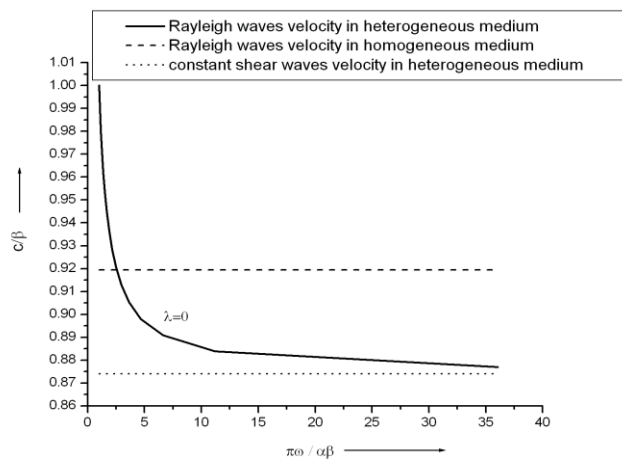 Rayleigh waves velocity in heterogeneous medium
Rayleigh waves velocity in homogeneous medium
constant shear waves velocity in heterogeneous medium
1.01
1.00
0.99
0.98
0.97
0.96
0.95
0.94
0.93
0.92
0.91
0.90
0.89
0.88
0.87
0.86
c/β
λ=0
0 5 10 15 20 25 30 35 40
πω / αβ